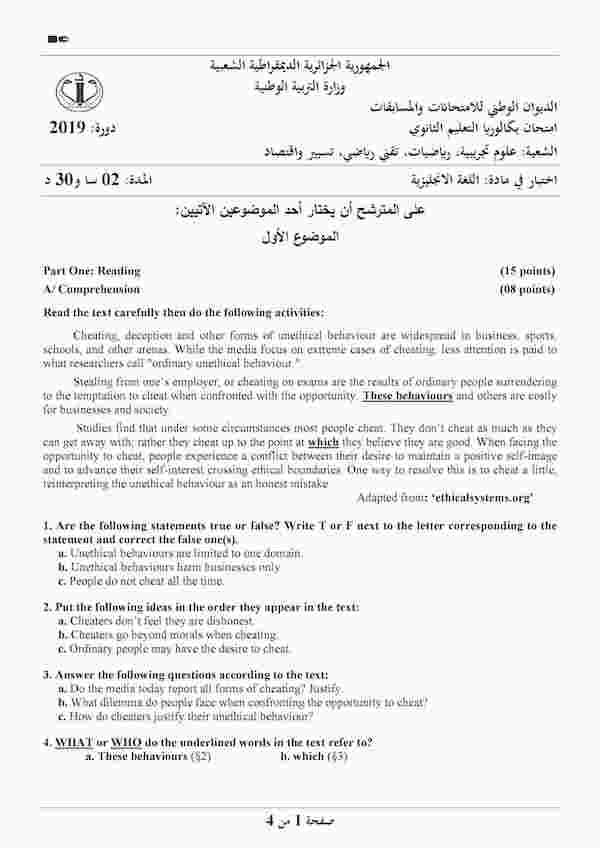 الجمهورية الجزائرية الديمقراطية الشعبية
وزارة التربية الوطنية
الديوان الوطني للامتحانات والمسابقات
امتحان بكالوريا التعليم الثانوي
دورة: 2019
الشعبة: علوم تجريبية، رياضيات، تقني رياضي، تسيير واقتصاد
اختبار في مادة: اللغة الانجليزية
المدة: 02 سا و30 د
على المترشح أن يختار أحد الموضوعين الآتيين:
الموضوع الأول
Part One: Reading (15 points)
A/ Comprehension (08 points)
Read the text carefully then do the following activities:
Cheating, deception and other forms of unethical behaviour are widespread in business, sports,
schools, and other arenas. While the media focus on extreme cases of cheating, less attention is paid to
what researchers call "ordinary unethical behaviour."
Stealing from one's employer, or cheating on exams are the results of ordinary people surrendering
to the temptation to cheat when confronted with the opportunity. These behaviours and others are costly
for businesses and society.
Studies find that under some circumstances most people cheat. They don't cheat as much as they
can get away with; rather they cheat up to the point at which they believe they are good. When facing the
opportunity to cheat, people experience a conflict between their desire to maintain a positive self-image
and to advance their self-interest crossing ethical boundaries. One way to resolve this is to cheat a little,
reinterpreting the unethical behaviour as an honest mistake.
Adapted from: 'ethicalsystems.org'
1. Are the following statements true or false? Write T or F next to the letter corresponding to the
statement and correct the false one(s).
a. Unethical behaviours are limited to one domain.
b. Unethical behaviours harm businesses only.
c. People do not cheat all the time.
2. Put the following ideas in the order they appear in the text:
a. Cheaters don't feel they are dishonest.
b. Cheaters go beyond morals when cheating.
c. Ordinary people may have the desire to cheat.
3. Answer the following questions according to the text:
a. Do the media today report all forms of cheating? Justify.
b. What dilemma do people face when confronting the opportunity to cheat?
c. How do cheaters justify their unethical behaviour?
4. WHAT or WHO do the underlined words in the text refer to?
a. These behaviours (§2) b. which (§3)
صفحة 1 من 4